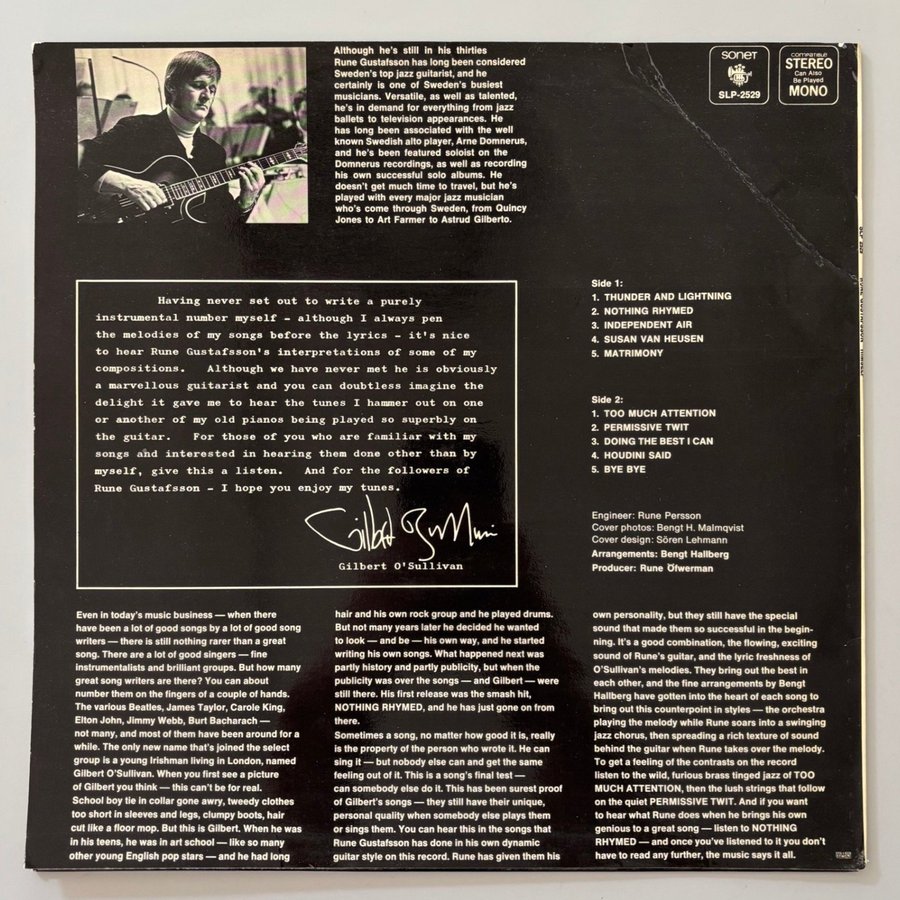 Although he's still in his thirties
Rune Gustafsson has long been considered
Sweden's top jazz guitarist, and he
certainly is one of Sweden's busiest
musicians. Versatile, as well as talented,
he's in demand for everything from jazz
ballets to television appearances. He
has long been associated with the well
known Swedish alto player, Arne Domnerus,
and he's been featured soloist on the
Domnerus recordings, as well as recording
his own successful solo albums. He
doesn't get much time to travel, but he's
played with every major jazz musician
who's come through Sweden, from Quincy
Jones to Art Farmer to Astrud Gilberto.
sonet
SLP-2529
COMPATIBLE
STEREO
Can Also
Be Played
MONO
Having never set out to write a purely
instrumental number myself – although I always pen
the melodies of my songs before the lyrics – it's nice
to hear Rune Gustafsson's interpretations of some of my
compositions. Although we have never met he is obviously
a marvellous guitarist and you can doubtless imagine the
delight it gave me to hear the tunes I hammer out on one
or another of my old pianos being played so superbly on
the guitar. For those of you who are familiar with my
songs and interested in hearing them done other than by
myself, give this a listen. And for the followers of
Rune Gustafsson – I hope you enjoy my tunes.
Gilbert O'Sullivan
Gilbert O'Sullivan
Side 1:
1. THUNDER AND LIGHTNING
2. NOTHING RHYMED
3. INDEPENDENT AIR
4. SUSAN VAN HEUSEN
5. MATRIMONY
Side 2:
1. TOO MUCH ATTENTION
2. PERMISSIVE TWIT
3. DOING THE BEST I CAN
4. HOUDINI SAID
5. BYE BYE
Engineer: Rune Persson
Cover photos: Bengt H. Malmqvist
Cover design: Sören Lehmann
Arrangements: Bengt Hallberg
Producer: Rune Öfwerman
Even in today's music business — when there
have been a lot of good songs by a lot of good song
writers — there is still nothing rarer than a great
song. There are a lot of good singers — fine
instrumentalists and brilliant groups. But how many
great song writers are there? You can about
number them on the fingers of a couple of hands.
The various Beatles, James Taylor, Carole King,
Elton John, Jimmy Webb, Burt Bacharach —
not many, and most of them have been around for a
while. The only new name that's joined the select
group is a young Irishman living in London, named
Gilbert O'Sullivan. When you first see a picture
of Gilbert you think — this can't be for real.
School boy tie in collar gone awry, tweedy clothes
too short in sleeves and legs, clumpy boots, hair
cut like a floor mop. But this is Gilbert. When he was
in his teens, he was in art school — like so many
other young English pop stars — and he had long
hair and his own rock group and he played drums.
But not many years later he decided he wanted
to look — and be — his own way, and he started
writing his own songs. What happened next was
partly history and partly publicity, but when the
publicity was over the songs — and Gilbert — were
still there. His first release was the smash hit,
NOTHING RHYMED, and he has just gone on from
there.
Sometimes a song, no matter how good it is, really
is the property of the person who wrote it. He can
sing it — but nobody else can and get the same
feeling out of it. This is a song's final test —
can somebody else do it. This has been surest proof
of Gilbert's songs — they still have their unique,
personal quality when somebody else plays them
or sings them. You can hear this in the songs that
Rune Gustafsson has done in his own dynamic
guitar style on this record. Rune has given them his
own personality, but they still have the special
sound that made them so successful in the begin-
ning. It's a good combination, the flowing, exciting
sound of Rune's guitar, and the lyric freshness of
O'Sullivan's melodies. They bring out the best in
each other, and the fine arrangements by Bengt
Hallberg have gotten into the heart of each song to
bring out this counterpoint in styles — the orchestra
playing the melody while Rune soars into a swinging
jazz chorus, then spreading a rich texture of sound
behind the guitar when Rune takes over the melody.
To get a feeling of the contrasts on the record
listen to the wild, furious brass tinged jazz of TOO
MUCH ATTENTION, then the lush strings that follow
on the quiet PERMISSIVE TWIT. And if you want
to hear what Rune does when he brings his own
genious to a great song — listen to NOTHING
RHYMED — and once you've listened to it you don't
have to read any further, the music says it all.